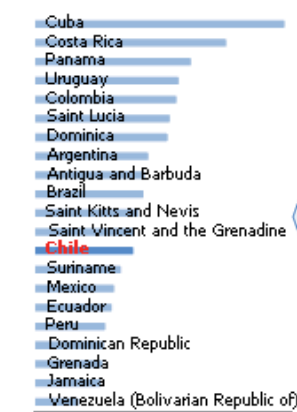 Cuba
Costa Rica
Panama
Uruguay
Colombia
Saint Lucia
Dominica
Argentina
Antigua and Barbuda
Brazil
Saint Kitts and Nevis
Saint Vincent and the Grenadine
Chile
Suriname
Mexico
Ecuador
Peru
Dominican Republic
Grenada
Jamaica
Venezuela (Bolivarian Republic of)